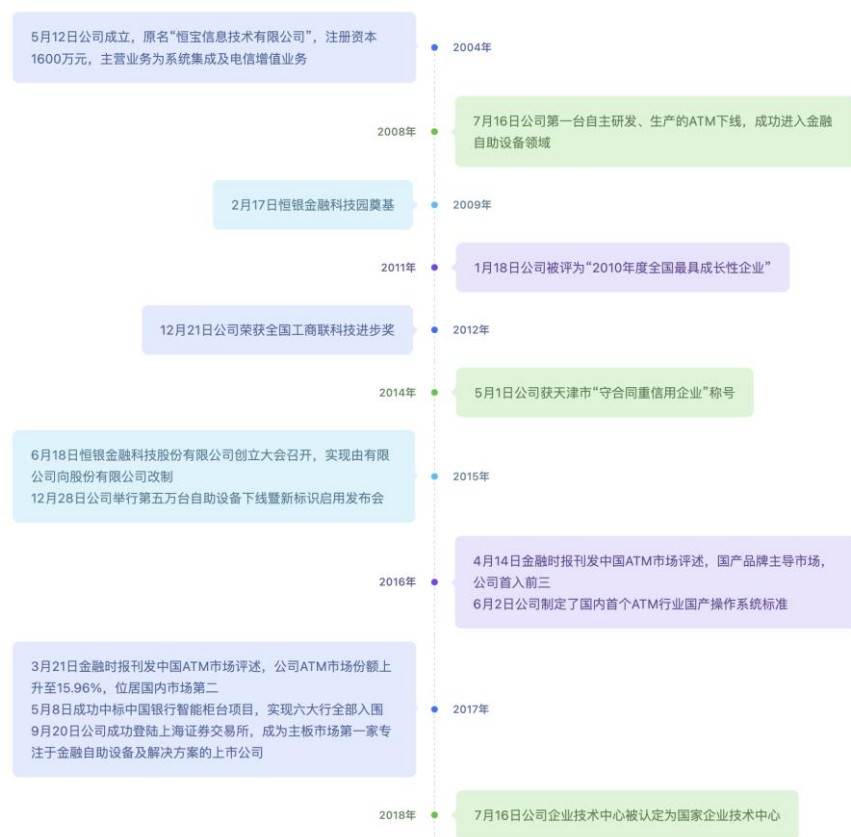 5月12日公司成立，原名“恒宝信息技术有限公司”，注册资本
1600万元，主营业务为系统集成及电信增值业务
2004年
2008年
7月16日公司第一台自主研发、生产的ATM下线，成功进入金融
自助设备领域
2月17日恒银金融科技园奠基
2009年
2011年
1月18日公司被评为“2010年度全国最具成长性企业”
12月21日公司荣获全国工商联科技进步奖
2012年
2014年
5月1日公司获天津市“守合同重信用企业”称号
6月18日恒银金融科技股份有限公司创立大会召开，实现由有限
公司向股份有限公司改制
12月28日公司举行第五万台自助设备下线暨新标识启用发布会
2015年
2016年
4月14日金融时报刊发中国ATM市场评述，国产品牌主导市场，
公司首入前三
6月2日公司制定了国内首个ATM行业国产操作系统标准
3月21日金融时报刊发中国ATM市场评述，公司ATM市场份额上
升至15.96%，位居国内市场第二
5月8日成功中标中国银行智能柜台项目，实现六大行全部入围
9月20日公司成功登陆上海证券交易所，成为主板市场第一家专
注于金融自助设备及解决方案的上市公司
2017年
2018年
7月16日公司企业技术中心被认定为国家企业技术中心